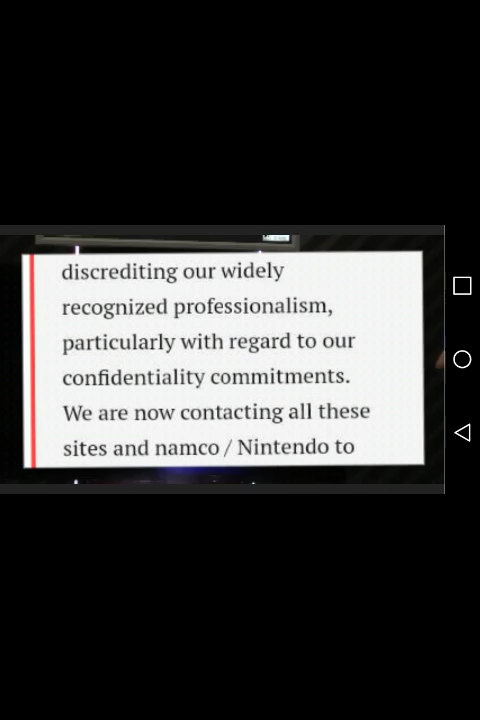 discrediting our widely
recognized professionalism,
particularly with regard to our
confidentiality commitments.
We are now contacting all these
sites and namco / Nintendo to